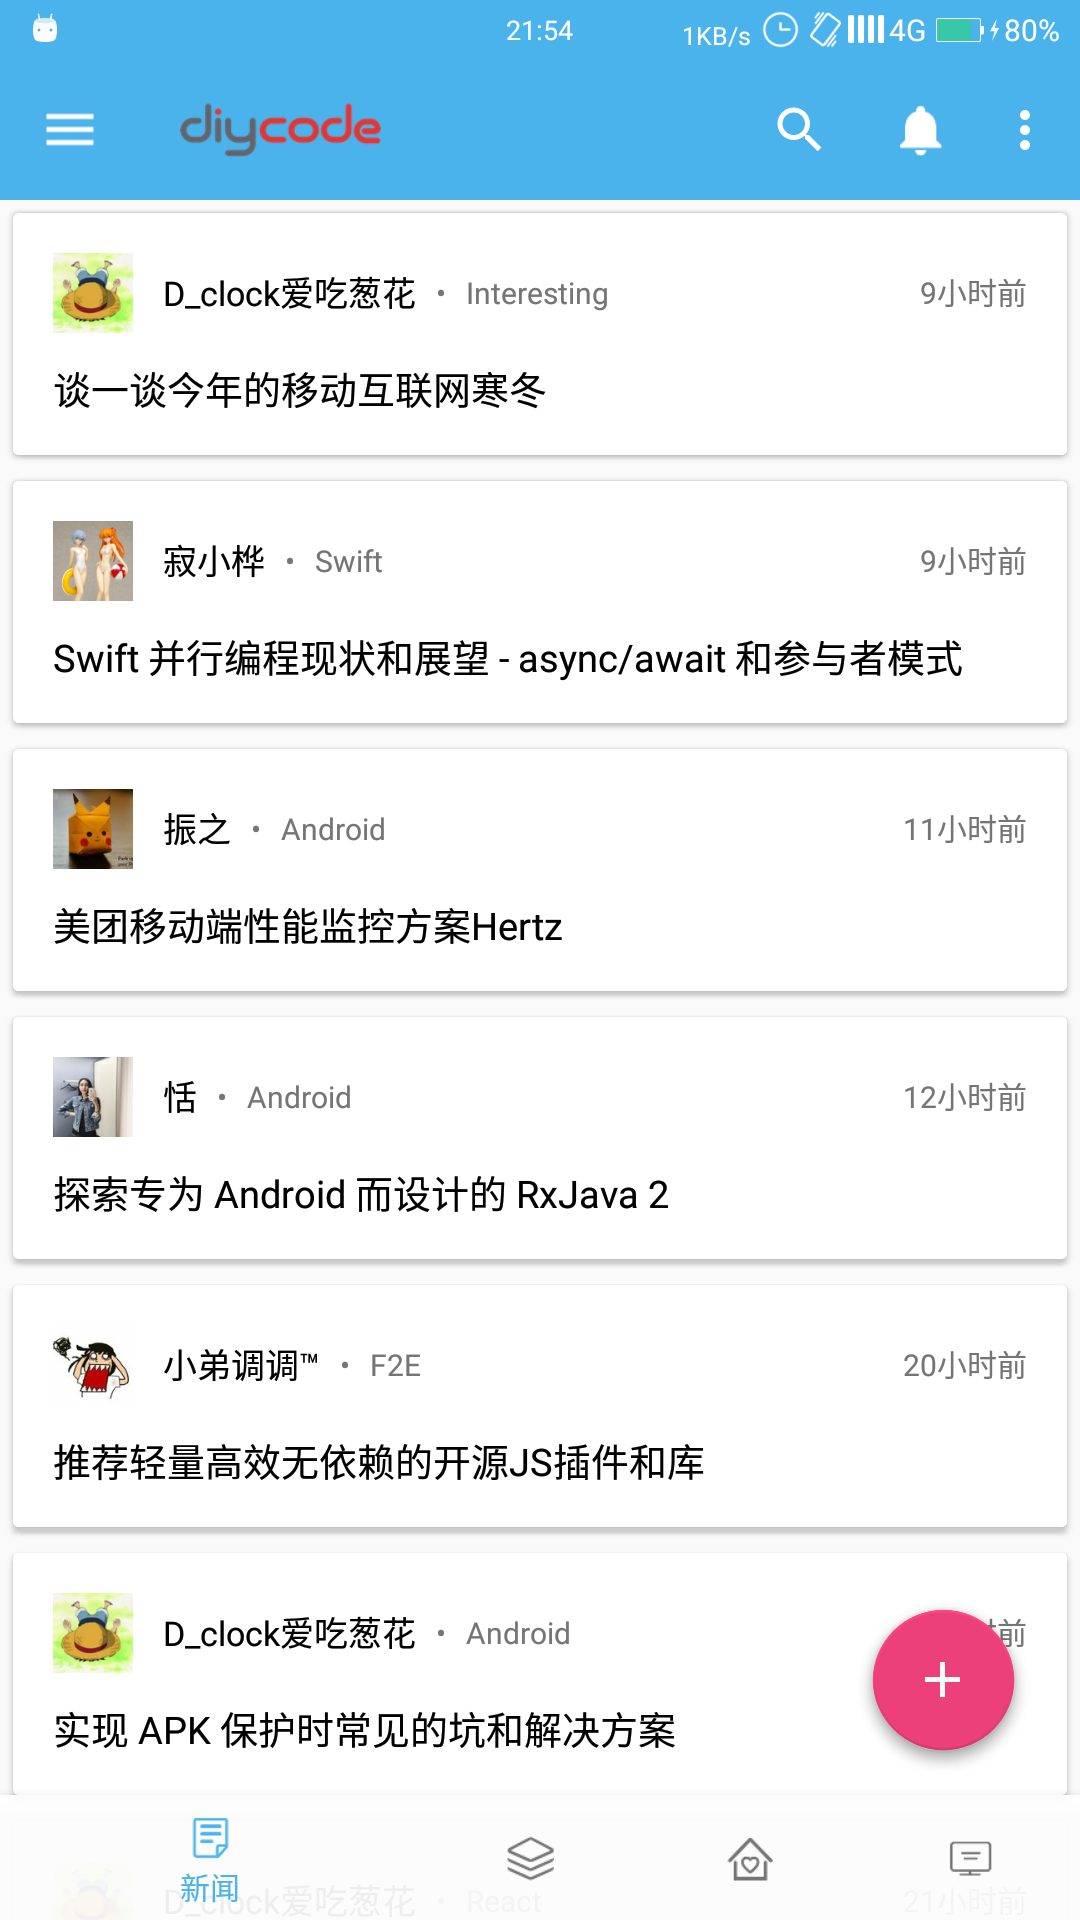 21:54 1KB/s 4G 80%
diycode
D_clock爱吃葱花 · Interesting 9小时前
谈一谈今年的移动互联网寒冬
寂小桦 · Swift 9小时前
Swift 并行编程现状和展望 - async/await 和参与者模式
振之 · Android 11小时前
美团移动端性能监控方案Hertz
恬 · Android 12小时前
探索专为 Android 而设计的 RxJava 2
小弟调调™ · F2E 20小时前
推荐轻量高效无依赖的开源JS插件和库
D_clock爱吃葱花 · Android 前
实现 APK 保护时常见的坑和解决方案
新闻
D_clock爱吃葱花 · React 21小时前